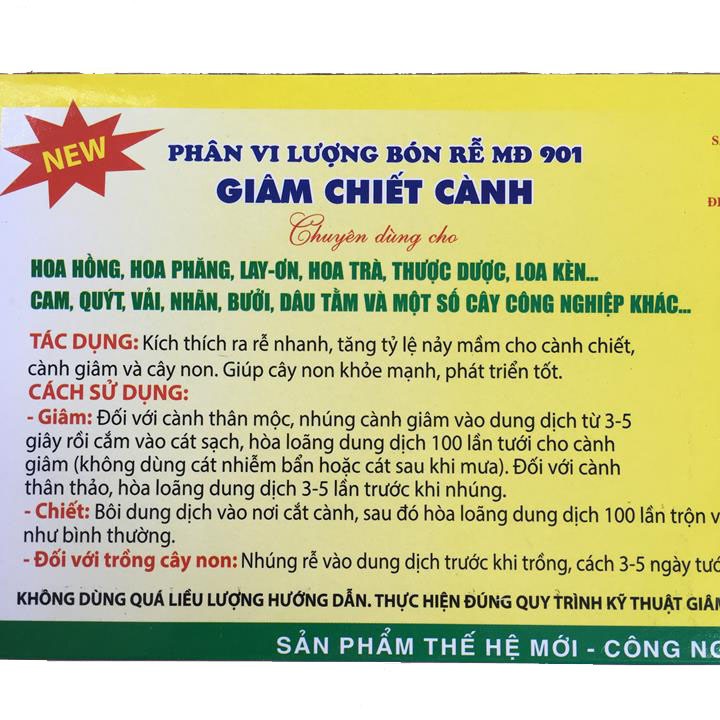 NEW
PHÂN VI LƯỢNG BÓN RỄ MĐ 901
GIÂM CHIẾT CÀNH
Chuyên dùng cho
HOA HỒNG, HOA PHĂNG, LAY-ƠN, HOA TRÀ, THƯỢC DƯỢC, LOA KÈN...
CAM, QUÝT, VẢI, NHÃN, BƯỞI, DÂU TẰM VÀ MỘT SỐ CÂY CÔNG NGHIỆP KHÁC...
TÁC DỤNG: Kích thích ra rễ nhanh, tăng tỷ lệ nảy mầm cho cành chiết,
cành giâm và cây non. Giúp cây non khỏe mạnh, phát triển tốt.
CÁCH SỬ DỤNG:
- Giâm: Đối với cành thân mộc, nhúng cành giâm vào dung dịch từ 3-5
giây rồi cắm vào cát sạch, hòa loãng dung dịch 100 lần tưới cho cành
giâm (không dùng cát nhiễm bẩn hoặc cát sau khi mưa). Đối với cành
thân thảo, hòa loãng dung dịch 3-5 lần trước khi nhúng.
- Chiết: Bôi dung dịch vào nơi cắt cành, sau đó hòa loãng dung dịch 100 lần trộn v
như bình thường.
- Đối với trồng cây non: Nhúng rễ vào dung dịch trước khi trồng, cách 3-5 ngày tướ
KHÔNG DÙNG QUÁ LIỀU LƯỢNG HƯỚNG DẪN. THỰC HIỆN ĐÚNG QUY TRÌNH KỸ THUẬT GIÂM
SẢN PHẨM THẾ HỆ MỚI - CÔNG NG